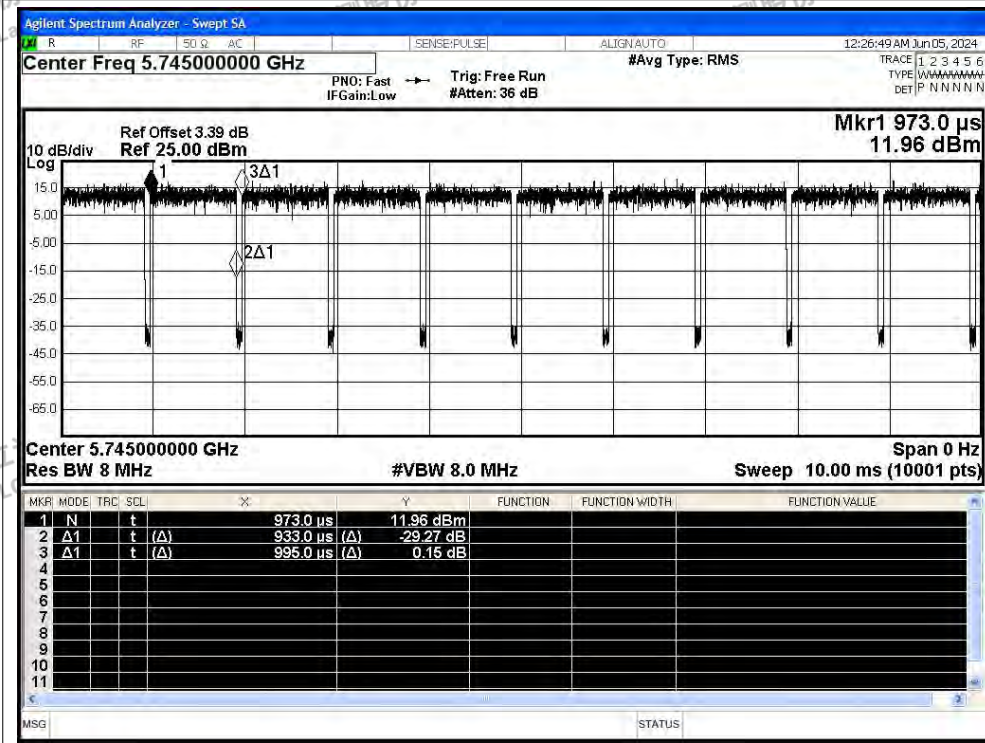 Agilent Spectrum Analyzer - Swept SA
LXI R RF 50 Ω AC SENSE:PULSE ALIGN AUTO 12:26:49 AM Jun 05, 2024
Center Freq 5.745000000 GHz #Avg Type: RMS TRACE 1 2 3 4 5 6
PNO: Fast Trig: Free Run TYPE
IFGain:Low #Atten: 36 dB DET P N N N N N
Mkr1 973.0 µs
Ref Offset 3.39 dB
10 dB/div Ref 25.00 dBm 11.96 dBm
Log
1 3Δ1
15.0
5.00
-5.00
2Δ1
-15.0
-25.0
-35.0
-45.0
-55.0
-65.0
Center 5.745000000 GHz Span 0 Hz
Res BW 8 MHz #VBW 8.0 MHz Sweep 10.00 ms (10001 pts)
MKR MODE TRC SCL X Y FUNCTION FUNCTION WIDTH FUNCTION VALUE
1 N t 973.0 µs 11.96 dBm
2 Δ1 t (Δ) 933.0 µs (Δ) -29.27 dB
3 Δ1 t (Δ) 995.0 µs (Δ) 0.15 dB
4
5
6
7
8
9
10
11
MSG STATUS